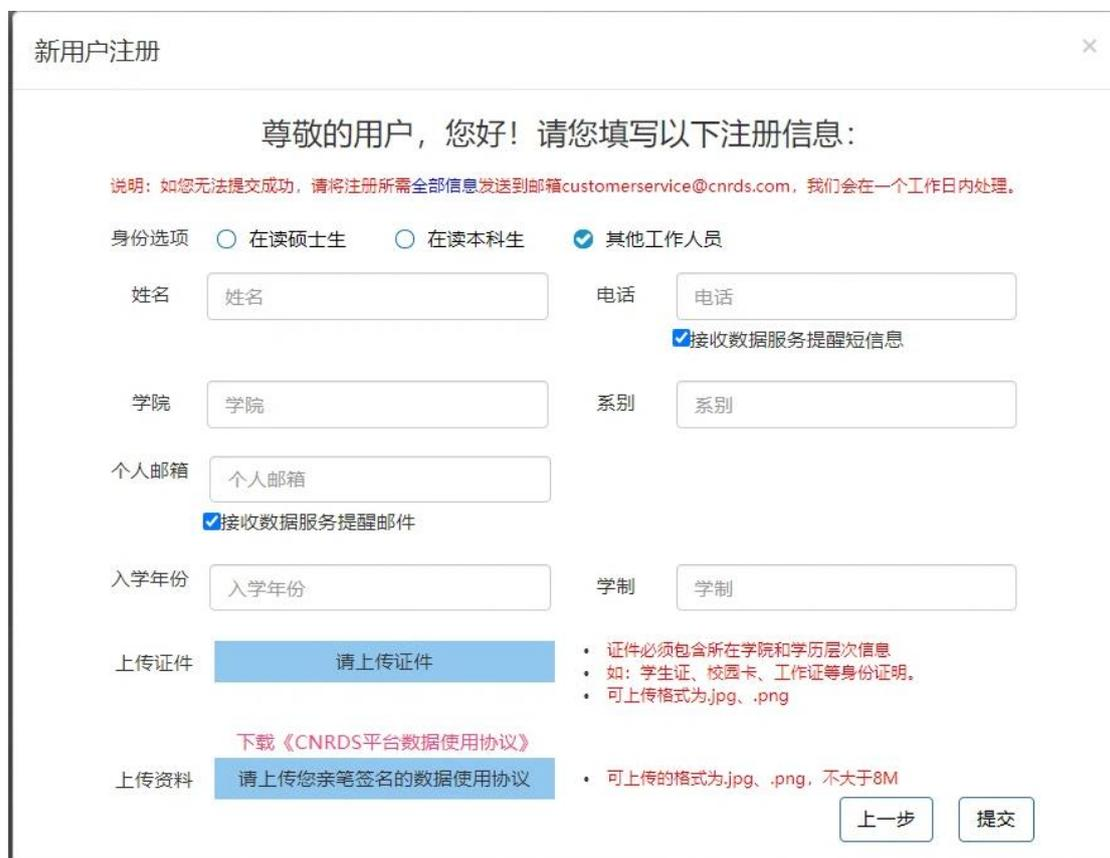 新用户注册 ×
尊敬的用户，您好！请您填写以下注册信息：
说明：如您无法提交成功，请将注册所需全部信息发送到邮箱customerservice@cnrds.com，我们会在一个工作日内处理。
身份选项 在读硕士生 在读本科生 其他工作人员
姓名 姓名 电话 电话
接收数据服务提醒短信息
学院 学院 系别 系别
个人邮箱 个人邮箱
接收数据服务提醒邮件
入学年份 入学年份 学制 学制
上传证件 请上传证件
• 证件必须包含所在学院和学历层次信息
• 如：学生证、校园卡、工作证等身份证明。
• 可上传格式为.jpg、.png
下载《CNRDS平台数据使用协议》
上传资料 请上传您亲笔签名的数据使用协议 • 可上传的格式为.jpg、.png，不大于8M
上一步 提交